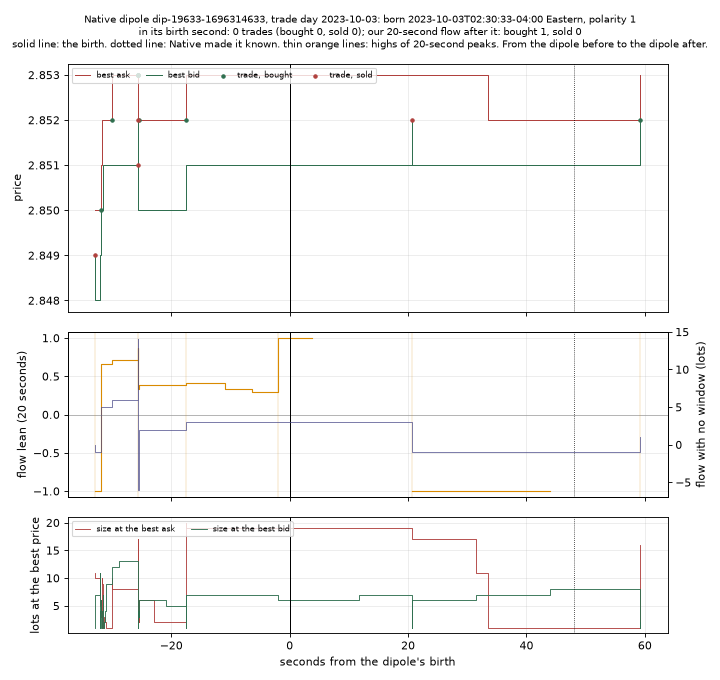 Native dipole dip-19633-1696314633, trade day 2023-10-03: born 2023-10-03T02:30:33-04:00 Eastern, polarity 1
in its birth second: 0 trades (bought 0, sold 0); our 20-second flow after it: bought 1, sold 0
solid line: the birth. dotted line: Native made it known. thin orange lines: highs of 20-second peaks. From the dipole before to the dipole after.
best ask best bid trade, bought trade, sold
2.853
2.852
2.851
2.850
2.849
2.848
price
1.0
0.5
0.0
−0.5
−1.0
flow lean (20 seconds)
15
10
5
0
−5
flow with no window (lots)
size at the best ask size at the best bid
20
15
10
5
lots at the best price
−20 0 20 40 60
seconds from the dipole's birth